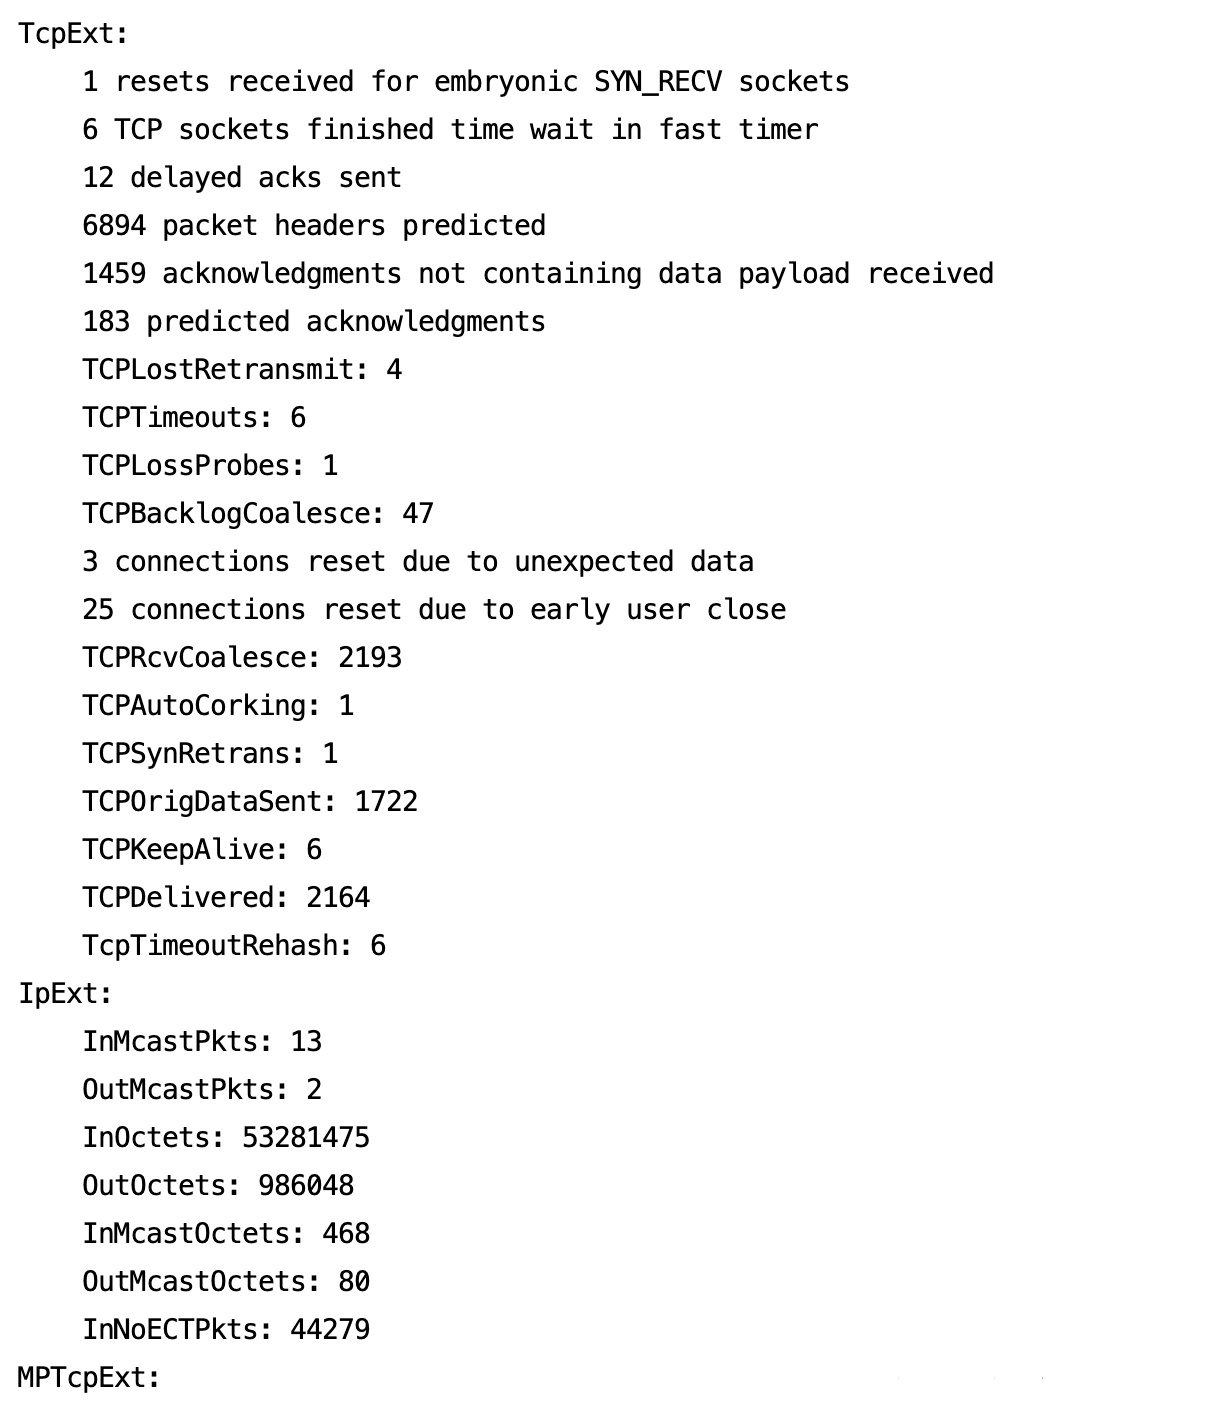 TcpExt:
    1 resets received for embryonic SYN_RECV sockets
    6 TCP sockets finished time wait in fast timer
    12 delayed acks sent
    6894 packet headers predicted
    1459 acknowledgments not containing data payload received
    183 predicted acknowledgments
    TCPLostRetransmit: 4
    TCPTimeouts: 6
    TCPLossProbes: 1
    TCPBacklogCoalesce: 47
    3 connections reset due to unexpected data
    25 connections reset due to early user close
    TCPRcvCoalesce: 2193
    TCPAutoCorking: 1
    TCPSynRetrans: 1
    TCPOrigDataSent: 1722
    TCPKeepAlive: 6
    TCPDelivered: 2164
    TcpTimeoutRehash: 6
IpExt:
    InMcastPkts: 13
    OutMcastPkts: 2
    InOctets: 53281475
    OutOctets: 986048
    InMcastOctets: 468
    OutMcastOctets: 80
    InNoECTPkts: 44279
MPTcpExt: